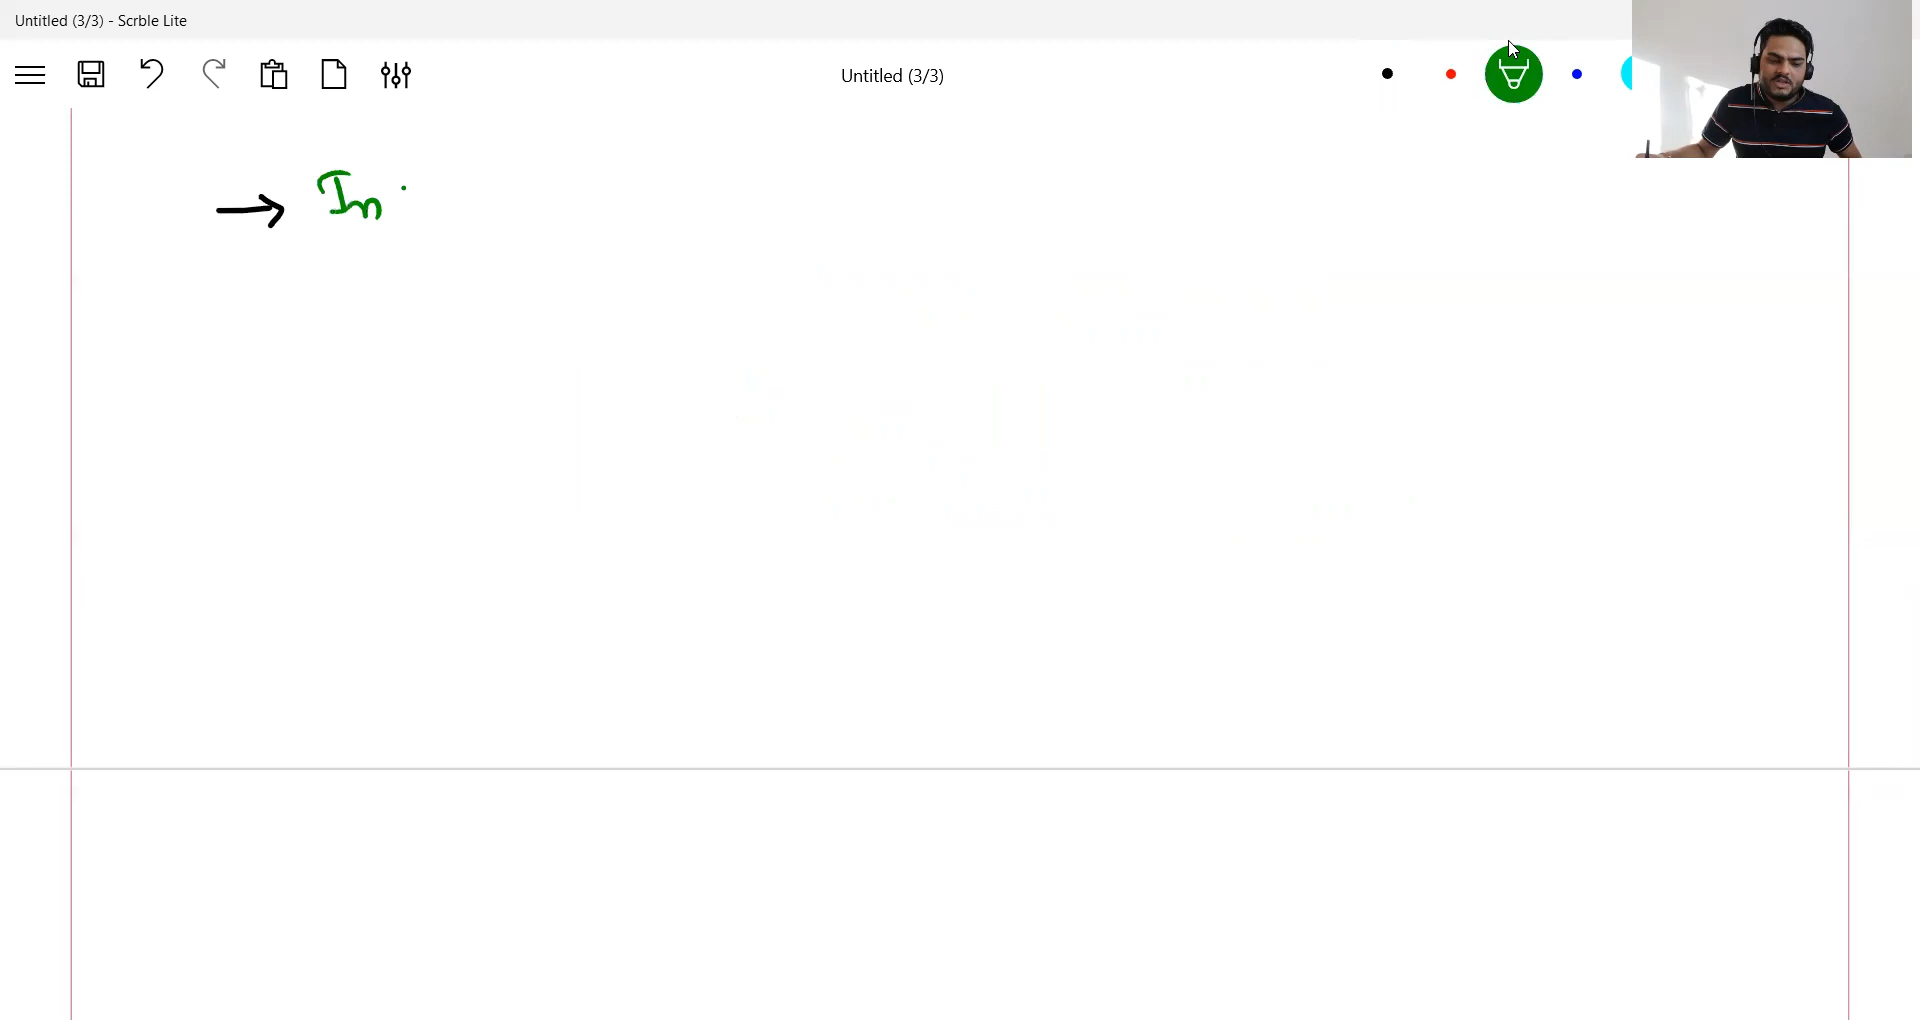 Untitled (3/3) - Scrble Lite
Untitled (3/3)
→ In